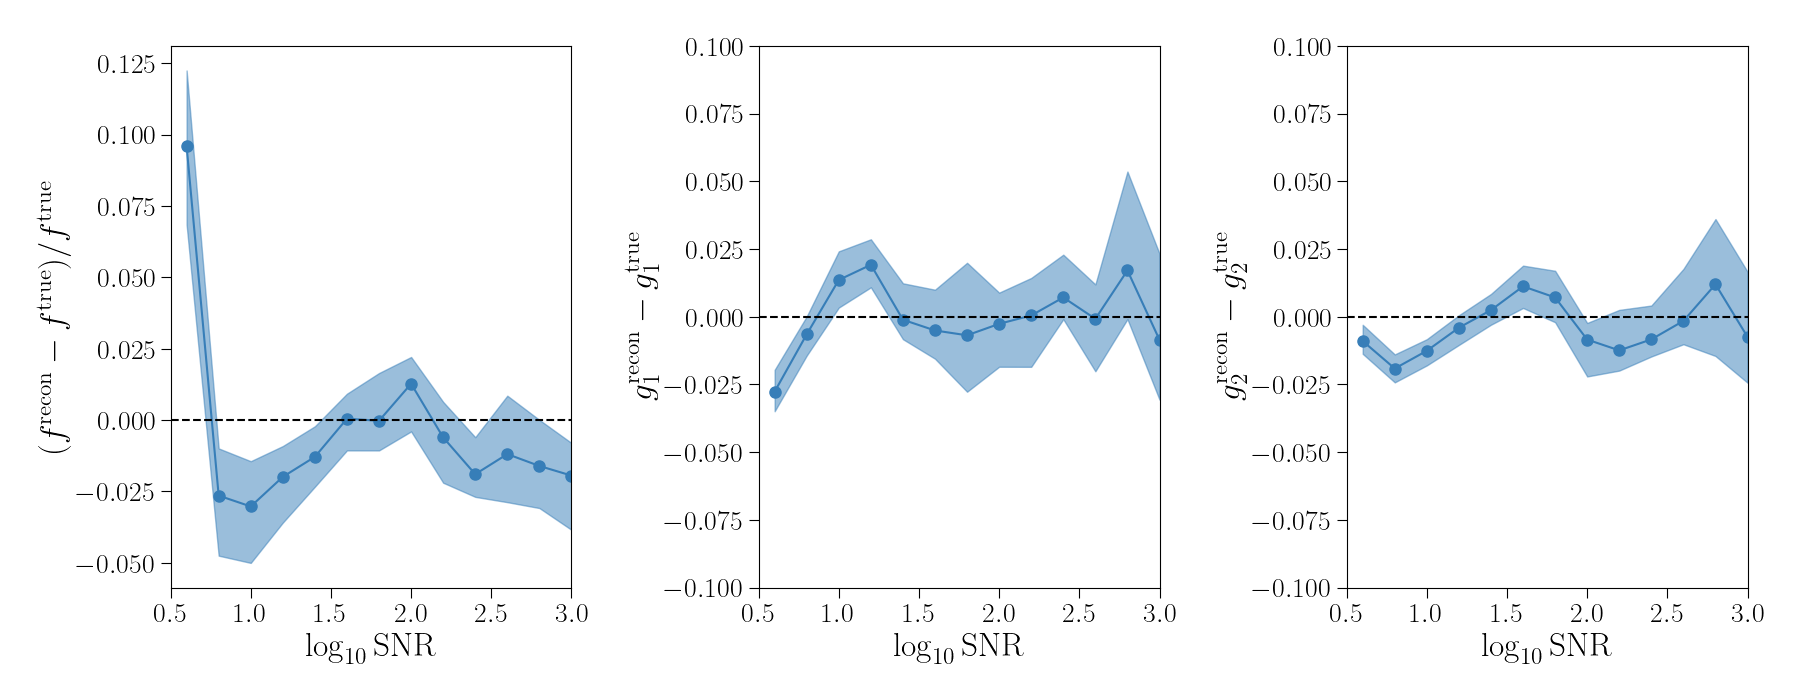 (f^recon − f^true)/f^true
0.125
0.100
0.075
0.050
0.025
0.000
−0.025
−0.050
0.5 1.0 1.5 2.0 2.5 3.0
log₁₀ SNR
g₁^recon − g₁^true
0.100
0.075
0.050
0.025
0.000
−0.025
−0.050
−0.075
−0.100
0.5 1.0 1.5 2.0 2.5 3.0
log₁₀ SNR
g₂^recon − g₂^true
0.100
0.075
0.050
0.025
0.000
−0.025
−0.050
−0.075
−0.100
0.5 1.0 1.5 2.0 2.5 3.0
log₁₀ SNR